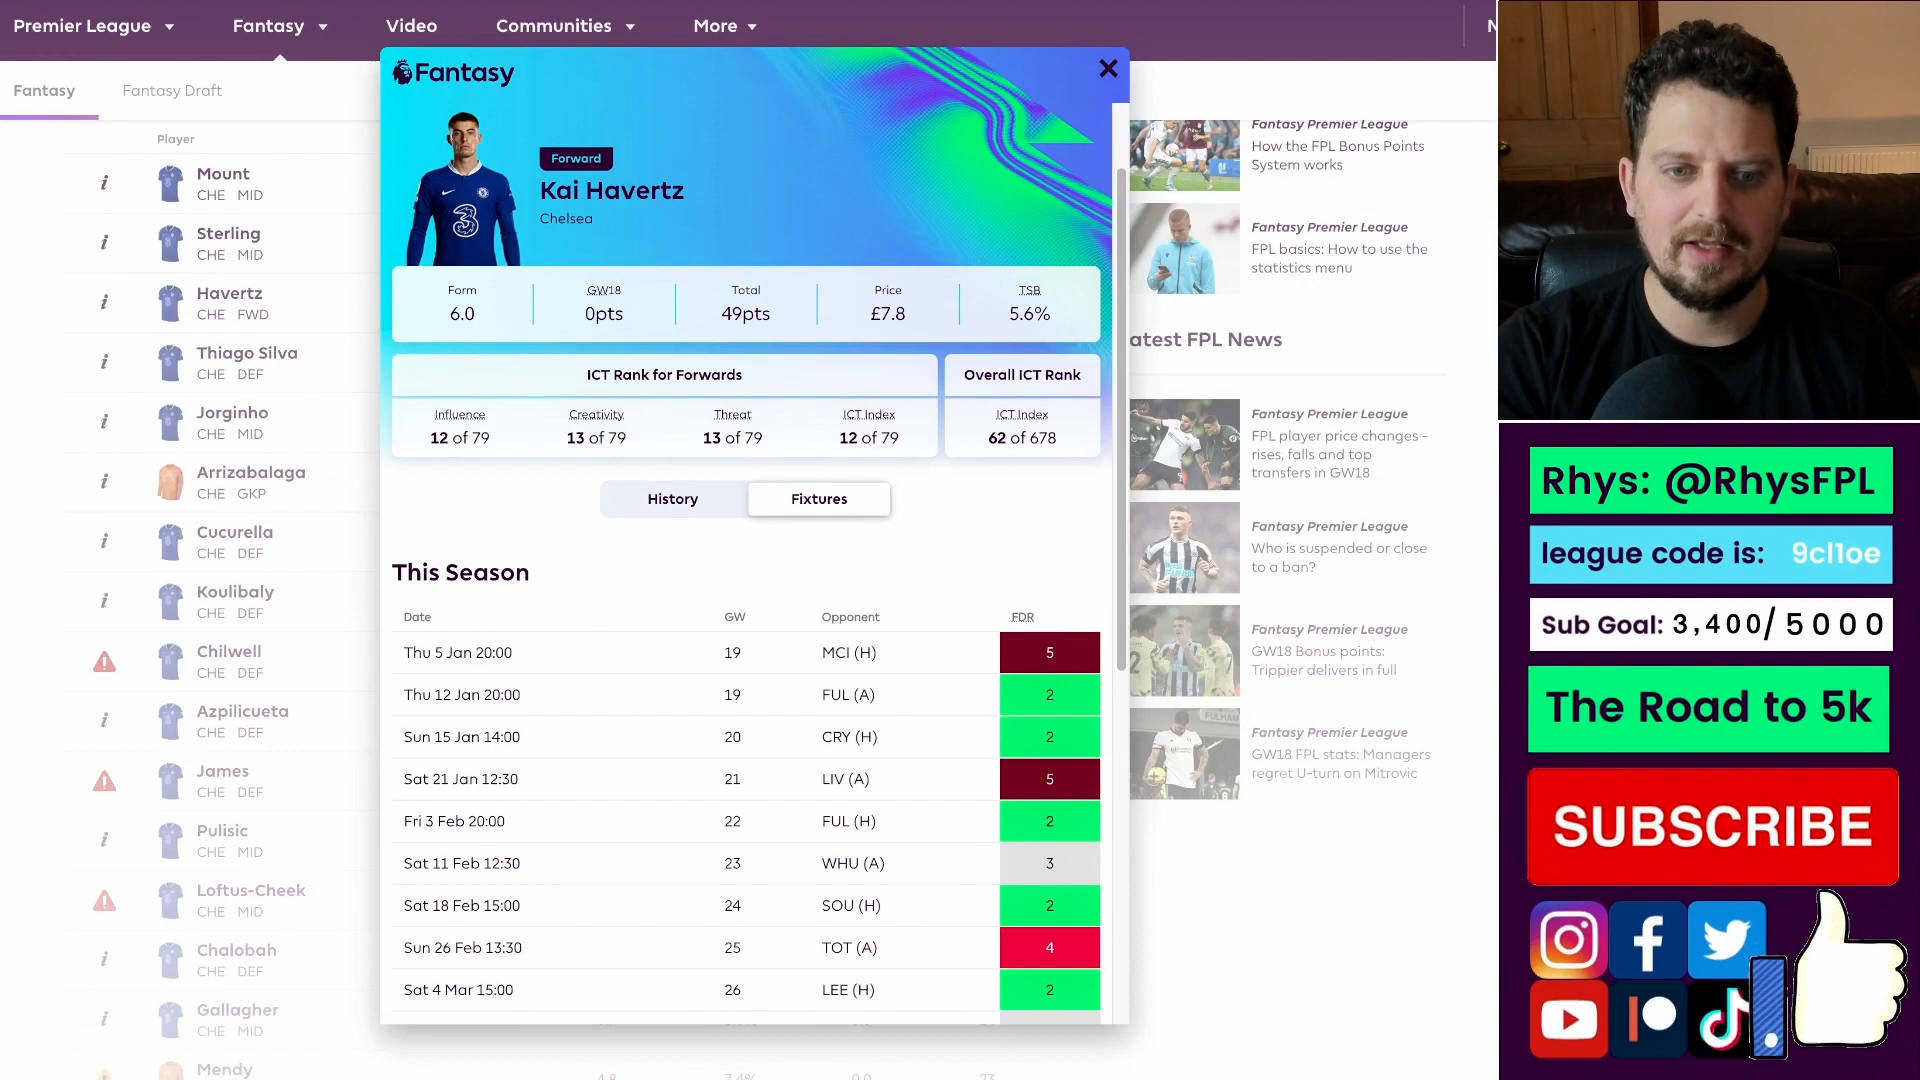 Premier League
Fantasy
Video
Communities
More
N
Fantasy
Fantasy Draft
Player
Mount
CHE MID
Sterling
CHE MID
Havertz
CHE FWD
Thiago Silva
CHE DEF
Jorginho
CHE MID
Arrizabalaga
CHE GKP
Cucurella
CHE DEF
Koulibaly
CHE DEF
Chilwell
CHE DEF
Azpilicueta
CHE DEF
James
CHE DEF
Pulisic
CHE MID
Loftus-Cheek
CHE MID
Chalobah
CHE DEF
Gallagher
CHE MID
Mendy
Fantasy
Forward
Kai Havertz
Chelsea
Form GW18 Total Price TSB
6.0 0pts 49pts £7.8 5.6%
ICT Rank for Forwards
Overall ICT Rank
Influence Creativity Threat ICT Index ICT Index
12 of 79 13 of 79 13 of 79 12 of 79 62 of 678
History Fixtures
This Season
Date GW Opponent FDR
Thu 5 Jan 20:00 19 MCI (H) 5
Thu 12 Jan 20:00 19 FUL (A) 2
Sun 15 Jan 14:00 20 CRY (H) 2
Sat 21 Jan 12:30 21 LIV (A) 5
Fri 3 Feb 20:00 22 FUL (H) 2
Sat 11 Feb 12:30 23 WHU (A) 3
Sat 18 Feb 15:00 24 SOU (H) 2
Sun 26 Feb 13:30 25 TOT (A) 4
Sat 4 Mar 15:00 26 LEE (H) 2
Fantasy Premier League
How the FPL Bonus Points
System works
Fantasy Premier League
FPL basics: How to use the
statistics menu
atest FPL News
Fantasy Premier League
FPL player price changes -
rises, falls and top
transfers in GW18
Fantasy Premier League
Who is suspended or close
to a ban?
Fantasy Premier League
GW18 Bonus points:
Trippier delivers in full
Fantasy Premier League
GW18 FPL stats: Managers
regret U-turn on Mitrovic
Rhys: @RhysFPL
league code is: 9cl1oe
Sub Goal: 3,400/5000
The Road to 5k
SUBSCRIBE